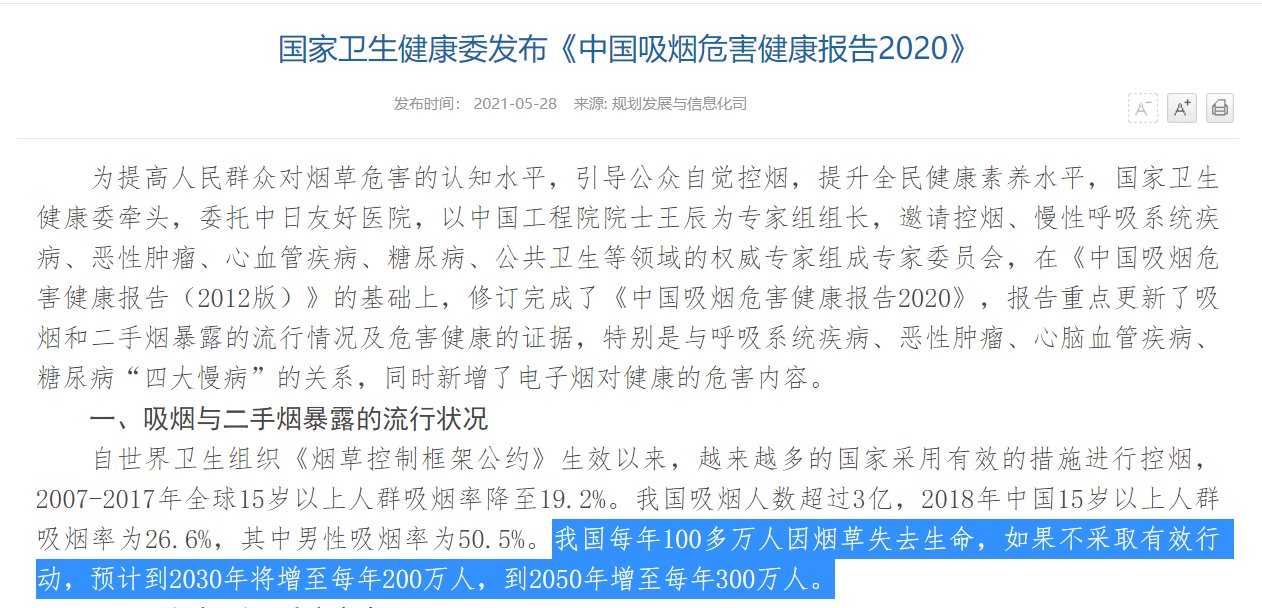 国家卫生健康委发布《中国吸烟危害健康报告2020》
发布时间： 2021-05-28 来源: 规划发展与信息化司
A- A+
为提高人民群众对烟草危害的认知水平，引导公众自觉控烟，提升全民健康素养水平，国家卫生
健康委牵头，委托中日友好医院，以中国工程院院士王辰为专家组组长，邀请控烟、慢性呼吸系统疾
病、恶性肿瘤、心血管疾病、糖尿病、公共卫生等领域的权威专家组成专家委员会，在《中国吸烟危
害健康报告（2012版）》的基础上，修订完成了《中国吸烟危害健康报告2020》，报告重点更新了吸
烟和二手烟暴露的流行情况及危害健康的证据，特别是与呼吸系统疾病、恶性肿瘤、心脑血管疾病、
糖尿病“四大慢病”的关系，同时新增了电子烟对健康的危害内容。
一、吸烟与二手烟暴露的流行状况
自世界卫生组织《烟草控制框架公约》生效以来，越来越多的国家采用有效的措施进行控烟，
2007-2017年全球15岁以上人群吸烟率降至19.2%。我国吸烟人数超过3亿，2018年中国15岁以上人群
吸烟率为26.6%，其中男性吸烟率为50.5%。我国每年100多万人因烟草失去生命，如果不采取有效行
动，预计到2030年将增至每年200万人，到2050年增至每年300万人。